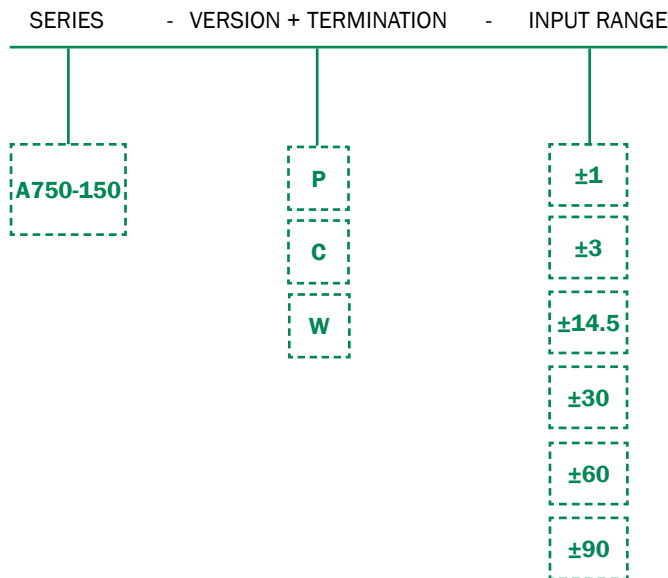 SERIES - VERSION + TERMINATION - INPUT RANGE
A750-150
P
C
W
±1
±3
±14.5
±30
±60
±90